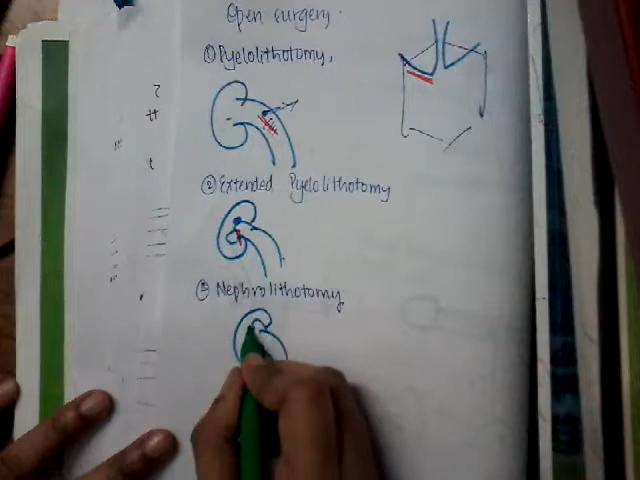 Open surgery.
① Pyelolithotomy,
② Extended Pyelolithotomy
③ Nephrolithotomy